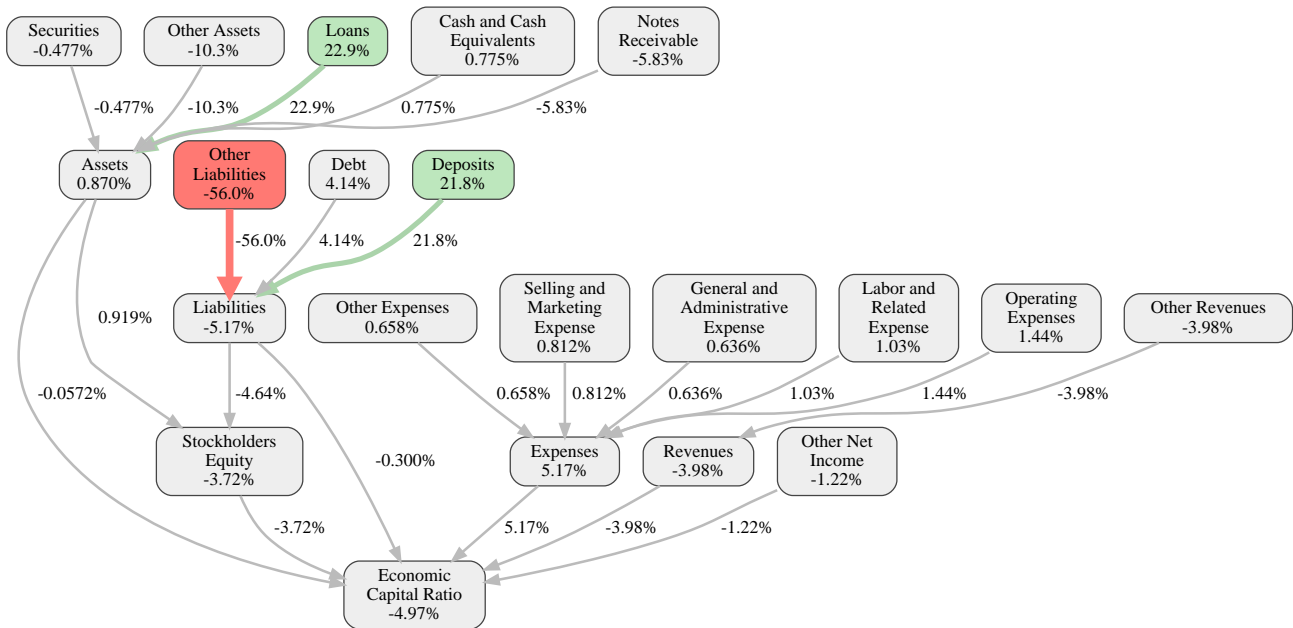 Securities
-0.477%
Other Assets
-10.3%
Loans
22.9%
Cash and Cash
Equivalents
0.775%
Notes
Receivable
-5.83%
-0.477%
-10.3%
22.9%
0.775%
-5.83%
Assets
0.870%
Other
Liabilities
-56.0%
Debt
4.14%
Deposits
21.8%
-56.0%
4.14%
21.8%
0.919%
Liabilities
-5.17%
Other Expenses
0.658%
Selling and
Marketing
Expense
0.812%
General and
Administrative
Expense
0.636%
Labor and
Related
Expense
1.03%
Operating
Expenses
1.44%
Other Revenues
-3.98%
-0.0572%
-4.64%
0.658%
0.812%
0.636%
1.03%
1.44%
-3.98%
Stockholders
Equity
-3.72%
-0.300%
Expenses
5.17%
Revenues
-3.98%
Other Net
Income
-1.22%
-3.72%
5.17%
-3.98%
-1.22%
Economic
Capital Ratio
-4.97%